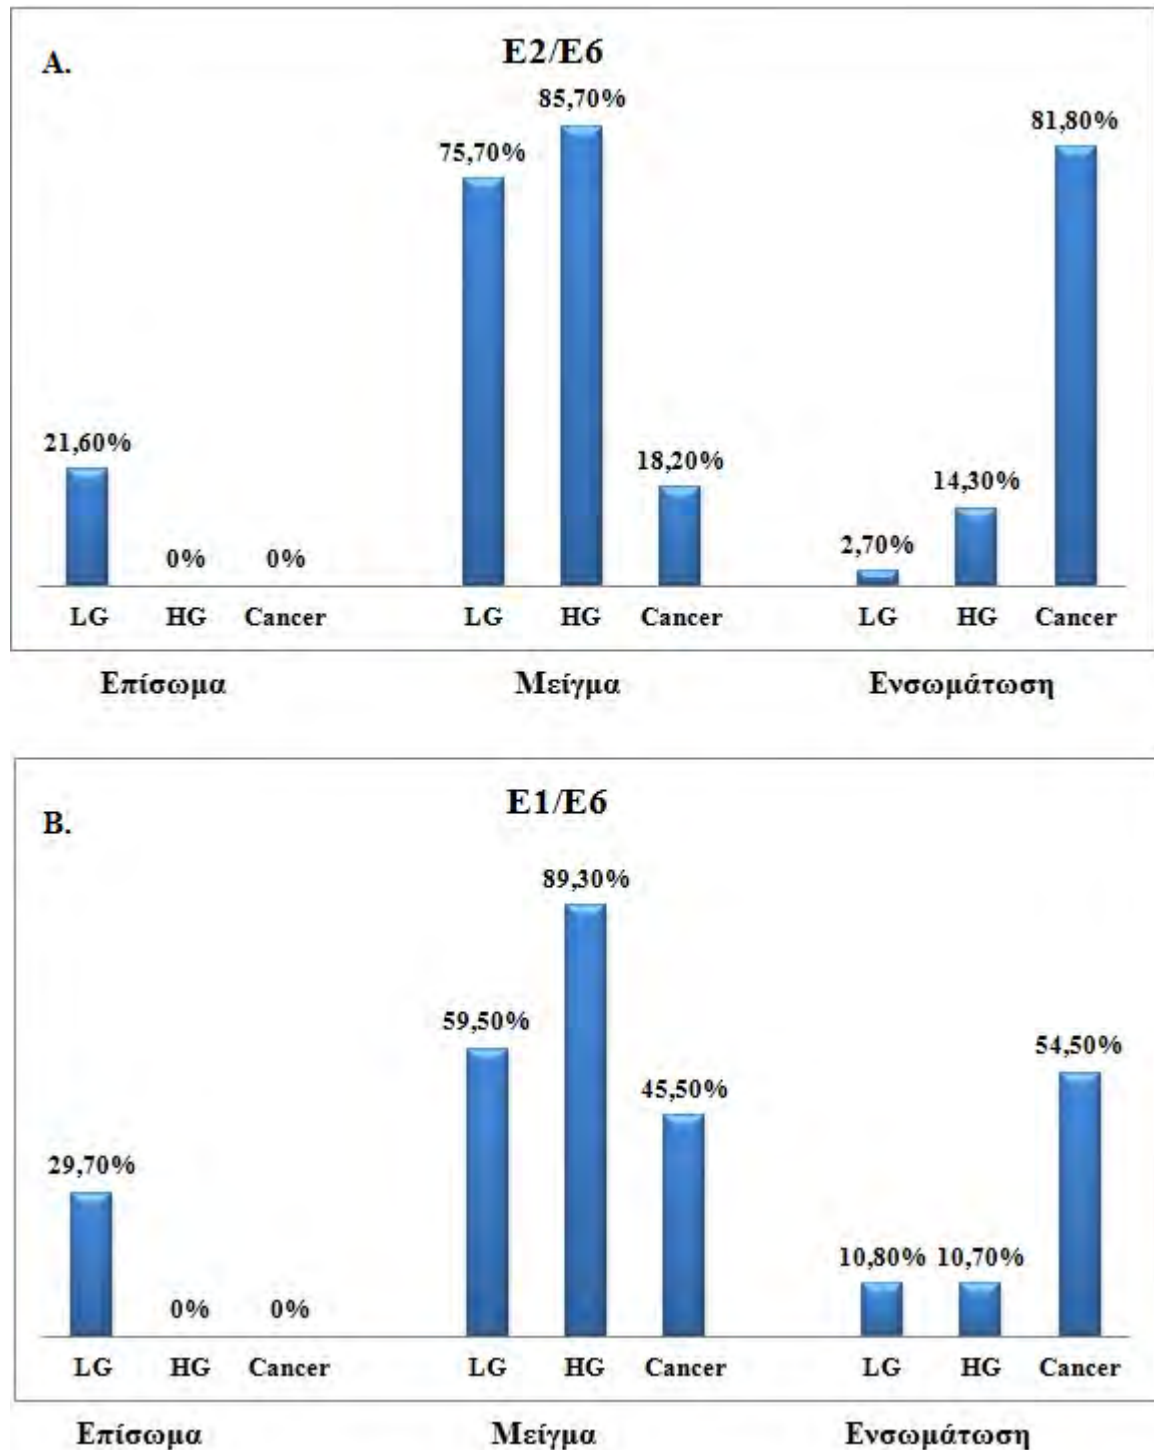 A.
E2/E6
85,70%
75,70%
81,80%
21,60%
0%
0%
18,20%
2,70%
14,30%
LG HG Cancer LG HG Cancer LG HG Cancer
Επίσωμα Μείγμα Ενσωμάτωση
B.
E1/E6
89,30%
59,50%
45,50%
54,50%
29,70%
0%
0%
10,80% 10,70%
LG HG Cancer LG HG Cancer LG HG Cancer
Επίσωμα Μείγμα Ενσωμάτωση